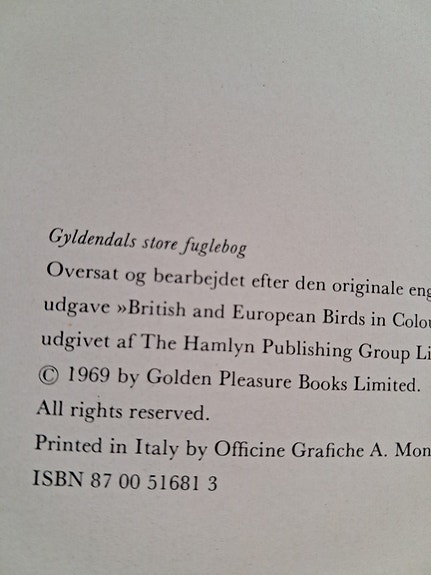 Gyldendals store fuglebog
Oversat og bearbejdet efter den originale eng
udgave »British and European Birds in Colou
udgivet af The Hamlyn Publishing Group Li
© 1969 by Golden Pleasure Books Limited.
All rights reserved.
Printed in Italy by Officine Grafiche A. Mon
ISBN 87 00 51681 3